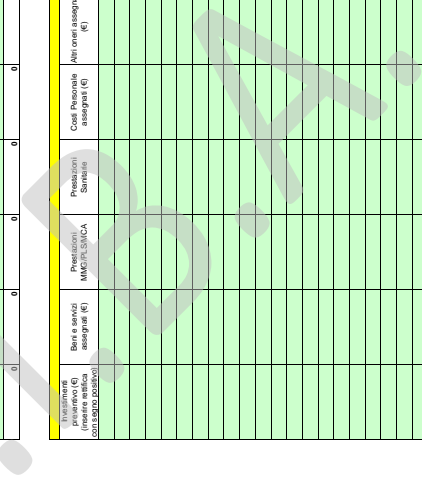 0 0 0 0 0
Investimenti
preventivo (€)
(inserire rettifica
con segno positivo)
Beni e servizi
assegnati (€)
Prestazioni
MMG/PLS/MCA
Prestazioni
Sanitarie
Costi Personale
assegnati (€)
Altri oneri
(€)
.B.A.